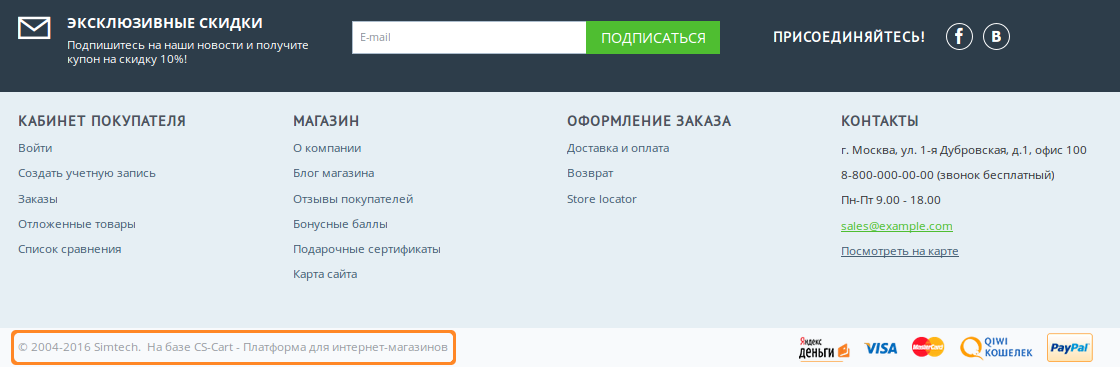 ЭКСКЛЮЗИВНЫЕ СКИДКИ
Подпишитесь на наши новости и получите
купон на скидку 10%!
E-mail
ПОДПИСАТЬСЯ
ПРИСОЕДИНЯЙТЕСЬ!
f
В
КАБИНЕТ ПОКУПАТЕЛЯ
Войти
Создать учетную запись
Заказы
Отложенные товары
Список сравнения
МАГАЗИН
О компании
Блог магазина
Отзывы покупателей
Бонусные баллы
Подарочные сертификаты
Карта сайта
ОФОРМЛЕНИЕ ЗАКАЗА
Доставка и оплата
Возврат
Store locator
КОНТАКТЫ
г. Москва, ул. 1-я Дубровская, д.1, офис 100
8-800-000-00-00 (звонок бесплатный)
Пн-Пт 9.00 - 18.00
sales@example.com
Посмотреть на карте
© 2004-2016 Simtech.  На базе CS-Cart - Платформа для интернет-магазинов
Яндекс
деньги
VISA
MasterCard
QIWI
КОШЕЛЕК
PayPal